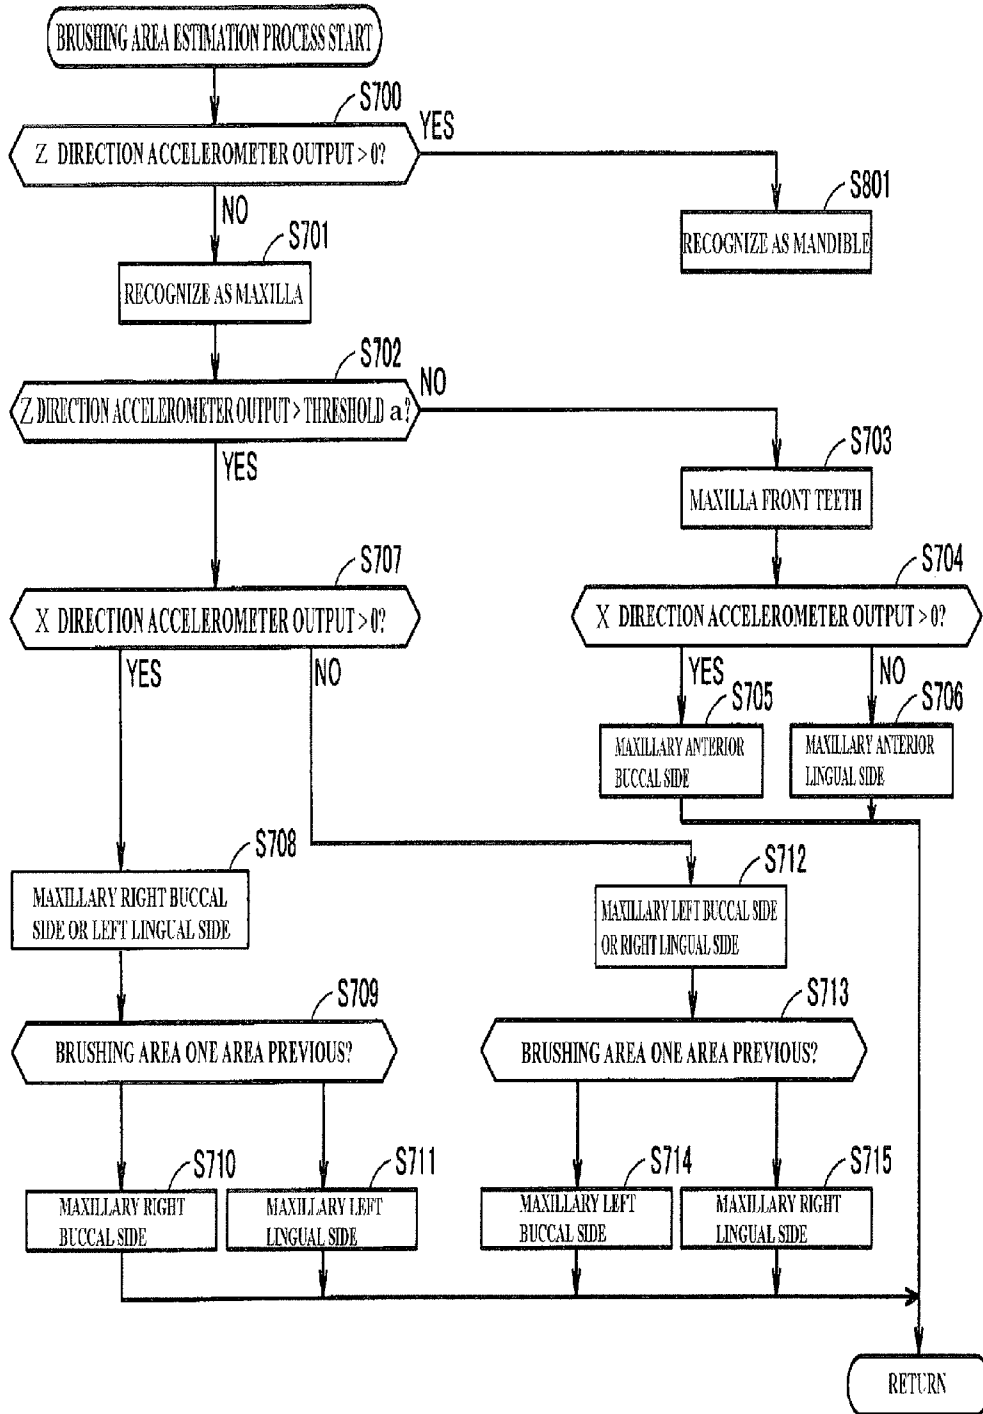 BRUSHING AREA ESTIMATION PROCESS START
S700
Z DIRECTION ACCELEROMETER OUTPUT > 0?
YES
NO
S801
RECOGNIZE AS MANDIBLE
S701
RECOGNIZE AS MAXILLA
S702
Z DIRECTION ACCELEROMETER OUTPUT > THRESHOLD a?
NO
YES
S703
MAXILLA FRONT TEETH
S707
X DIRECTION ACCELEROMETER OUTPUT > 0?
YES
NO
S704
X DIRECTION ACCELEROMETER OUTPUT > 0?
YES
NO
S705
MAXILLARY ANTERIOR
BUCCAL SIDE
S706
MAXILLARY ANTERIOR
LINGUAL SIDE
S708
MAXILLARY RIGHT BUCCAL
SIDE OR LEFT LINGUAL SIDE
S712
MAXILLARY LEFT BUCCAL SIDE
OR RIGHT LINGUAL SIDE
S709
BRUSHING AREA ONE AREA PREVIOUS?
S713
BRUSHING AREA ONE AREA PREVIOUS?
S710
MAXILLARY RIGHT
BUCCAL SIDE
S711
MAXILLARY LEFT
LINGUAL SIDE
S714
MAXILLARY LEFT
BUCCAL SIDE
S715
MAXILLARY RIGHT
LINGUAL SIDE
RETURN